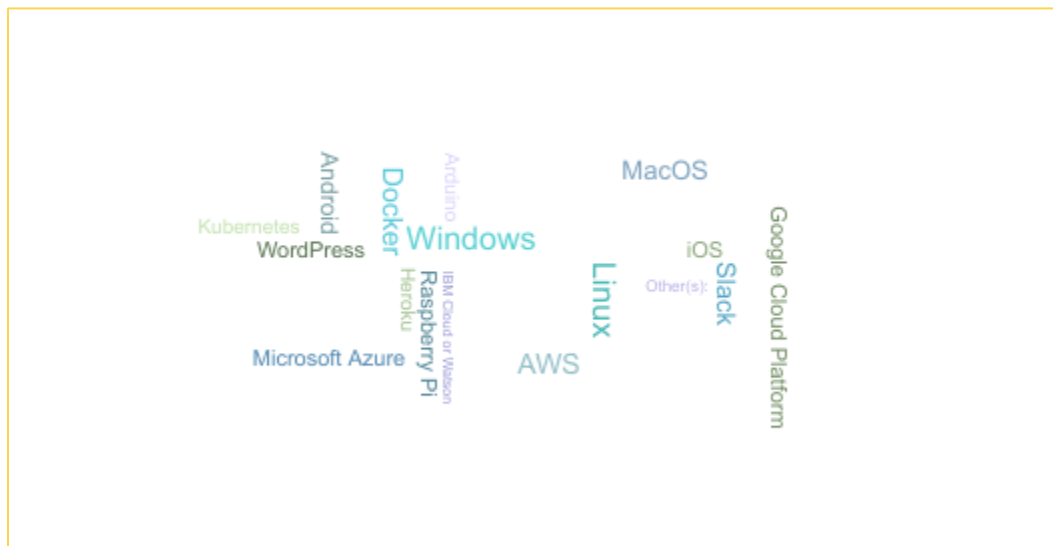 Android
Docker
Arduino
MacOS
Kubernetes
WordPress
Windows
iOS
Google Cloud Platform
Linux
Slack
Other(s):
Heroku
Raspberry Pi
IBM Cloud or Watson
Microsoft Azure
AWS